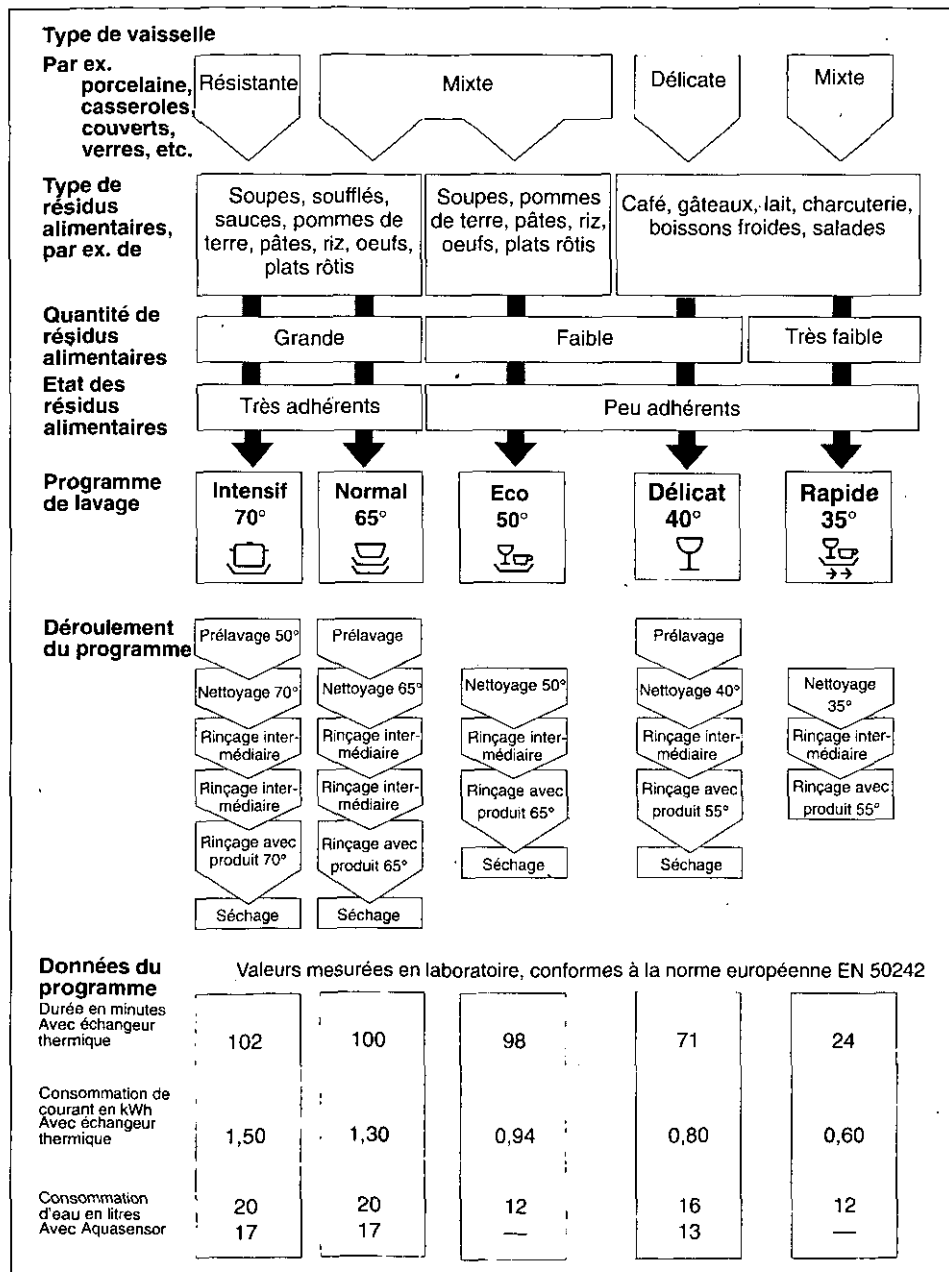 Type de vaisselle
Par ex.
porcelaine,
casseroles,
couverts,
verres, etc.
Résistante
Mixte
Délicate
Mixte
Type de
résidus
alimentaires,
par ex. de
Soupes, soufflés,
sauces, pommes de
terre, pâtes, riz, oeufs,
plats rôtis
Soupes, pommes
de terre, pâtes, riz,
oeufs, plats rôtis
Café, gâteaux, lait, charcuterie,
boissons froides, salades
Quantité de
résidus
alimentaires
Grande
Faible
Très faible
Etat des
résidus
alimentaires
Très adhérents
Peu adhérents
Programme
de lavage
Intensif
70°
Normal
65°
Eco
50°
Délicat
40°
Rapide
35°
Déroulement
du programme
Prélavage 50°
Nettoyage 70°
Rinçage inter-
médiaire
Rinçage inter-
médiaire
Rinçage avec
produit 70°
Séchage
Prélavage
Nettoyage 65°
Rinçage inter-
médiaire
Rinçage inter-
médiaire
Rinçage avec
produit 65°
Séchage
Nettoyage 50°
Rinçage inter-
médiaire
Rinçage avec
produit 65°
Séchage
Prélavage
Nettoyage 40°
Rinçage inter-
médiaire
Rinçage avec
produit 55°
Séchage
Nettoyage
35°
Rinçage inter-
médiaire
Rinçage avec
produit 55°
Données du
programme
Valeurs mesurées en laboratoire, conformes à la norme européenne EN 50242
Durée en minutes
Avec échangeur
thermique
102 100 98 71 24
Consommation de
courant en kWh
Avec échangeur
thermique
1,50 1,30 0,94 0,80 0,60
Consommation
d'eau en litres
Avec Aquasensor
20 20 12 16 12
17 17 — 13 —